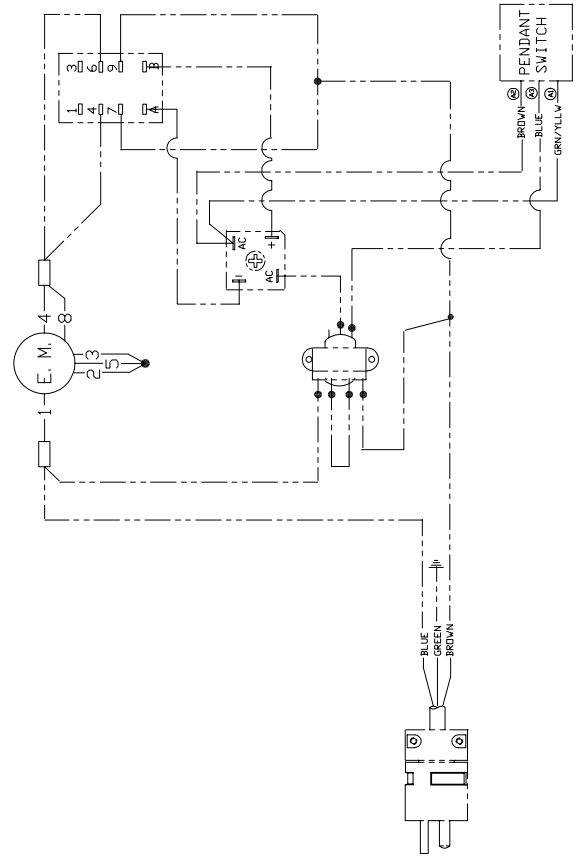 3 6 9 B
1 4 7 A
PENDANT
SWITCH
A2
BROWN
A3
BLUE
A1
GRN/YLLW
AC +
- AC
4 8
E. M.
3
5
2
1
BLUE
GREEN
BROWN